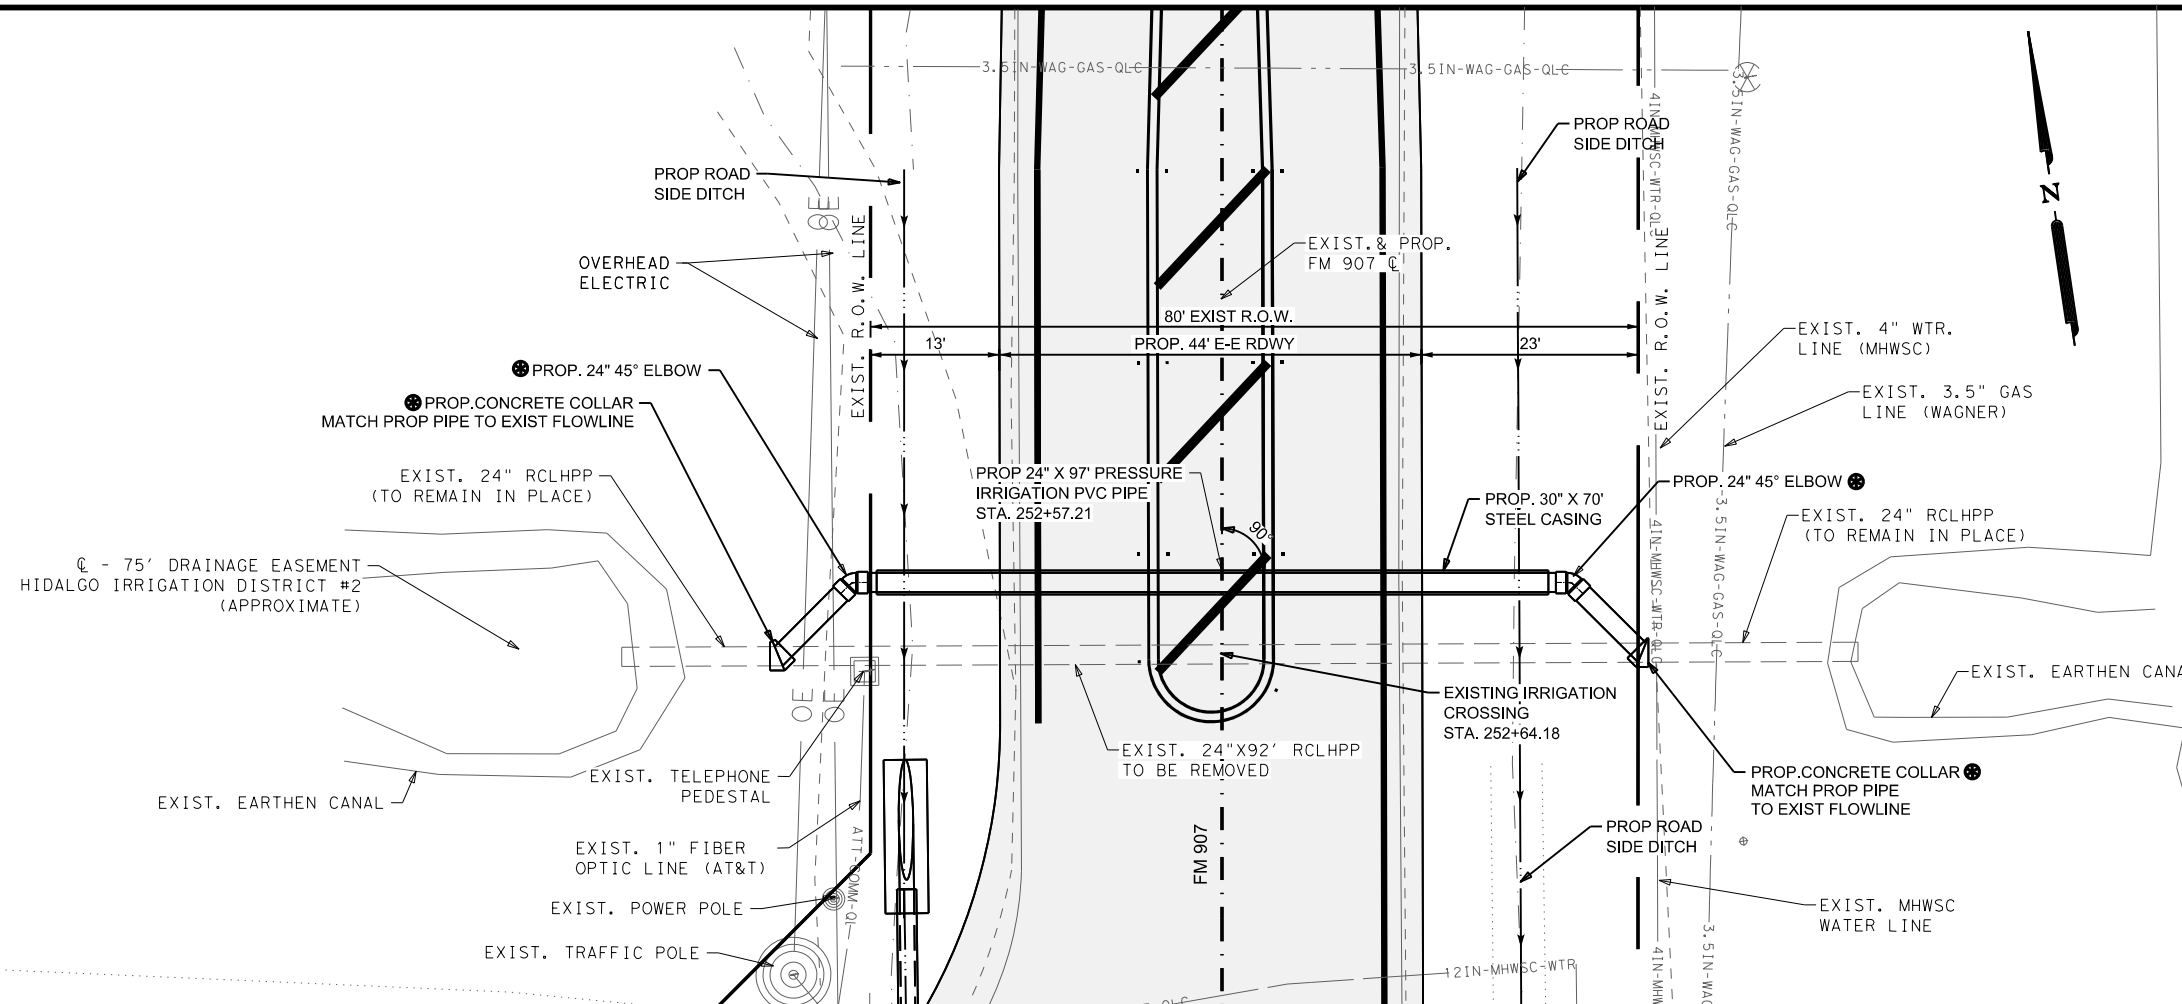 3.5IN-WAG-GAS-QLC
3.5IN-WAG-GAS-QLC
3.5IN-WAG-GAS-QLC
4IN-MHWSC-WTR-QLC
PROP ROAD
SIDE DITCH
PROP ROAD
SIDE DITCH
N
OE
OE
EXIST. R.O.W. LINE
EXIST. R.O.W. LINE
OVERHEAD
ELECTRIC
EXIST.& PROP.
FM 907 ℄
80' EXIST R.O.W.
13'
PROP. 44' E-E RDWY
23'
EXIST. 4" WTR.
LINE (MHWSC)
EXIST. 3.5" GAS
LINE (WAGNER)
PROP. 24" 45° ELBOW
PROP.CONCRETE COLLAR
MATCH PROP PIPE TO EXIST FLOWLINE
EXIST. 24" RCLHPP
(TO REMAIN IN PLACE)
PROP 24" X 97' PRESSURE
IRRIGATION PVC PIPE
STA. 252+57.21
90°
PROP. 30" X 70'
STEEL CASING
PROP. 24" 45° ELBOW
EXIST. 24" RCLHPP
(TO REMAIN IN PLACE)
3.5IN-WAG-GAS-QLC
4IN-MHWSC-WTR-QLC
℄ - 75' DRAINAGE EASEMENT
HIDALGO IRRIGATION DISTRICT #2
(APPROXIMATE)
OE
OE
EXISTING IRRIGATION
CROSSING
STA. 252+64.18
EXIST. EARTHEN CANA
EXIST. 24"X92' RCLHPP
TO BE REMOVED
EXIST. TELEPHONE
PEDESTAL
EXIST. EARTHEN CANAL
PROP.CONCRETE COLLAR
MATCH PROP PIPE
TO EXIST FLOWLINE
EXIST. 1" FIBER
OPTIC LINE (AT&T)
ATT-COMM-QL
FM 907
PROP ROAD
SIDE DITCH
EXIST. POWER POLE
EXIST. MHWSC
WATER LINE
EXIST. TRAFFIC POLE
12IN-MHWSC-WTR
3.5IN-WAG
4IN-MHW
QLC